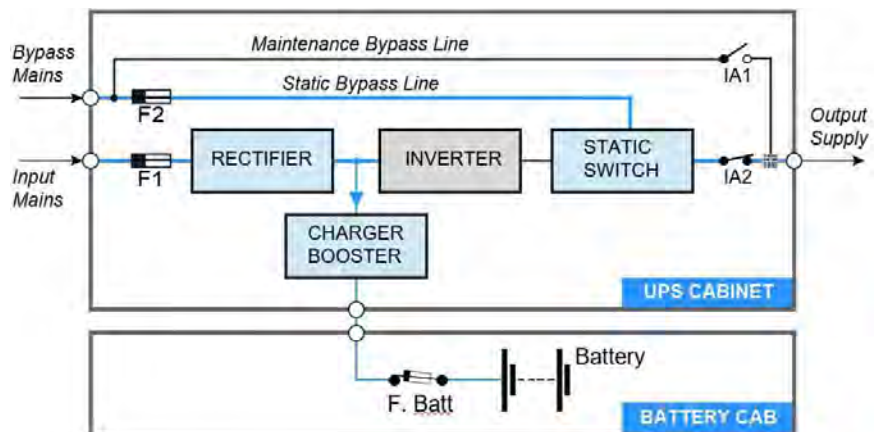 Maintenance Bypass Line
IA1
Bypass
Mains
Static Bypass Line
F2
Output
Supply
RECTIFIER
INVERTER
STATIC
SWITCH
F1
IA2
Input
Mains
CHARGER
BOOSTER
UPS CABINET
Battery
F. Batt
BATTERY CAB